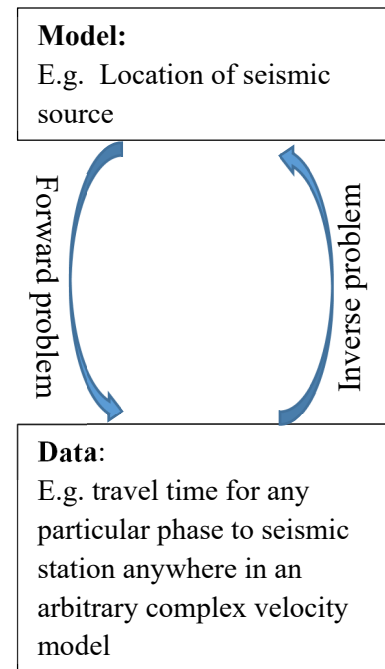 Model:
E.g. Location of seismic
source
Forward problem
Inverse problem
Data:
E.g. travel time for any
particular phase to seismic
station anywhere in an
arbitrary complex velocity
model